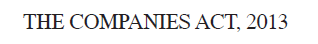 THE COMPANIES ACT, 2013